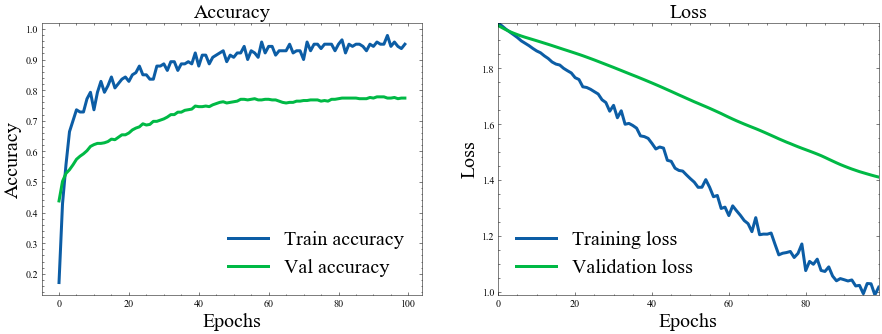 Accuracy
Accuracy
1.0
0.9
0.8
0.7
0.6
0.5
0.4
0.3
0.2
Train accuracy
Val accuracy
0 20 40 60 80 100
Epochs
Loss
Loss
1.8
1.6
1.4
1.2
1.0
Training loss
Validation loss
0 20 40 60 80
Epochs